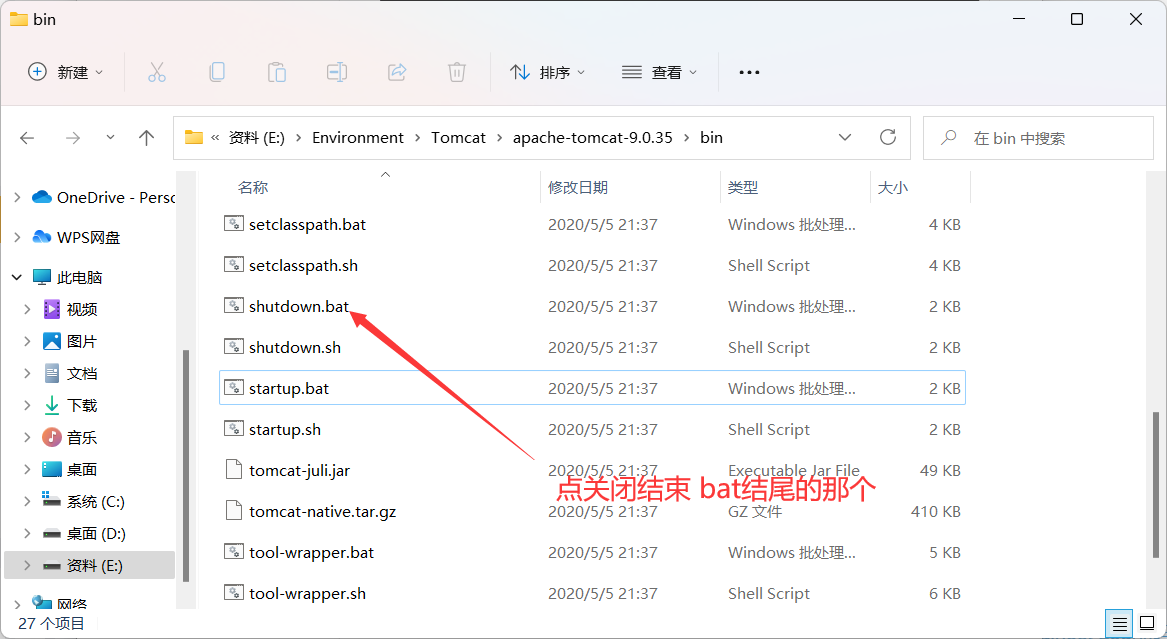 bin
新建
排序
查看
« 资料 (E:) › Environment › Tomcat › apache-tomcat-9.0.35 › bin
在 bin 中搜索
OneDrive - Persc
WPS网盘
此电脑
视频
图片
文档
下载
音乐
桌面
系统 (C:)
桌面 (D:)
资料 (E:)
网络
名称 修改日期 类型 大小
setclasspath.bat 2020/5/5 21:37 Windows 批处理... 4 KB
setclasspath.sh 2020/5/5 21:37 Shell Script 4 KB
shutdown.bat 2020/5/5 21:37 Windows 批处理... 2 KB
shutdown.sh 2020/5/5 21:37 Shell Script 2 KB
startup.bat 2020/5/5 21:37 Windows 批处理... 2 KB
startup.sh 2020/5/5 21:37 Shell Script 2 KB
tomcat-juli.jar 2020/5/5 21:37 Executable Jar File 49 KB
点关闭结束 bat结尾的那个
tomcat-native.tar.gz 2020/5/5 21:37 GZ 文件 410 KB
tool-wrapper.bat 2020/5/5 21:37 Windows 批处理... 5 KB
tool-wrapper.sh 2020/5/5 21:37 Shell Script 6 KB
27 个项目